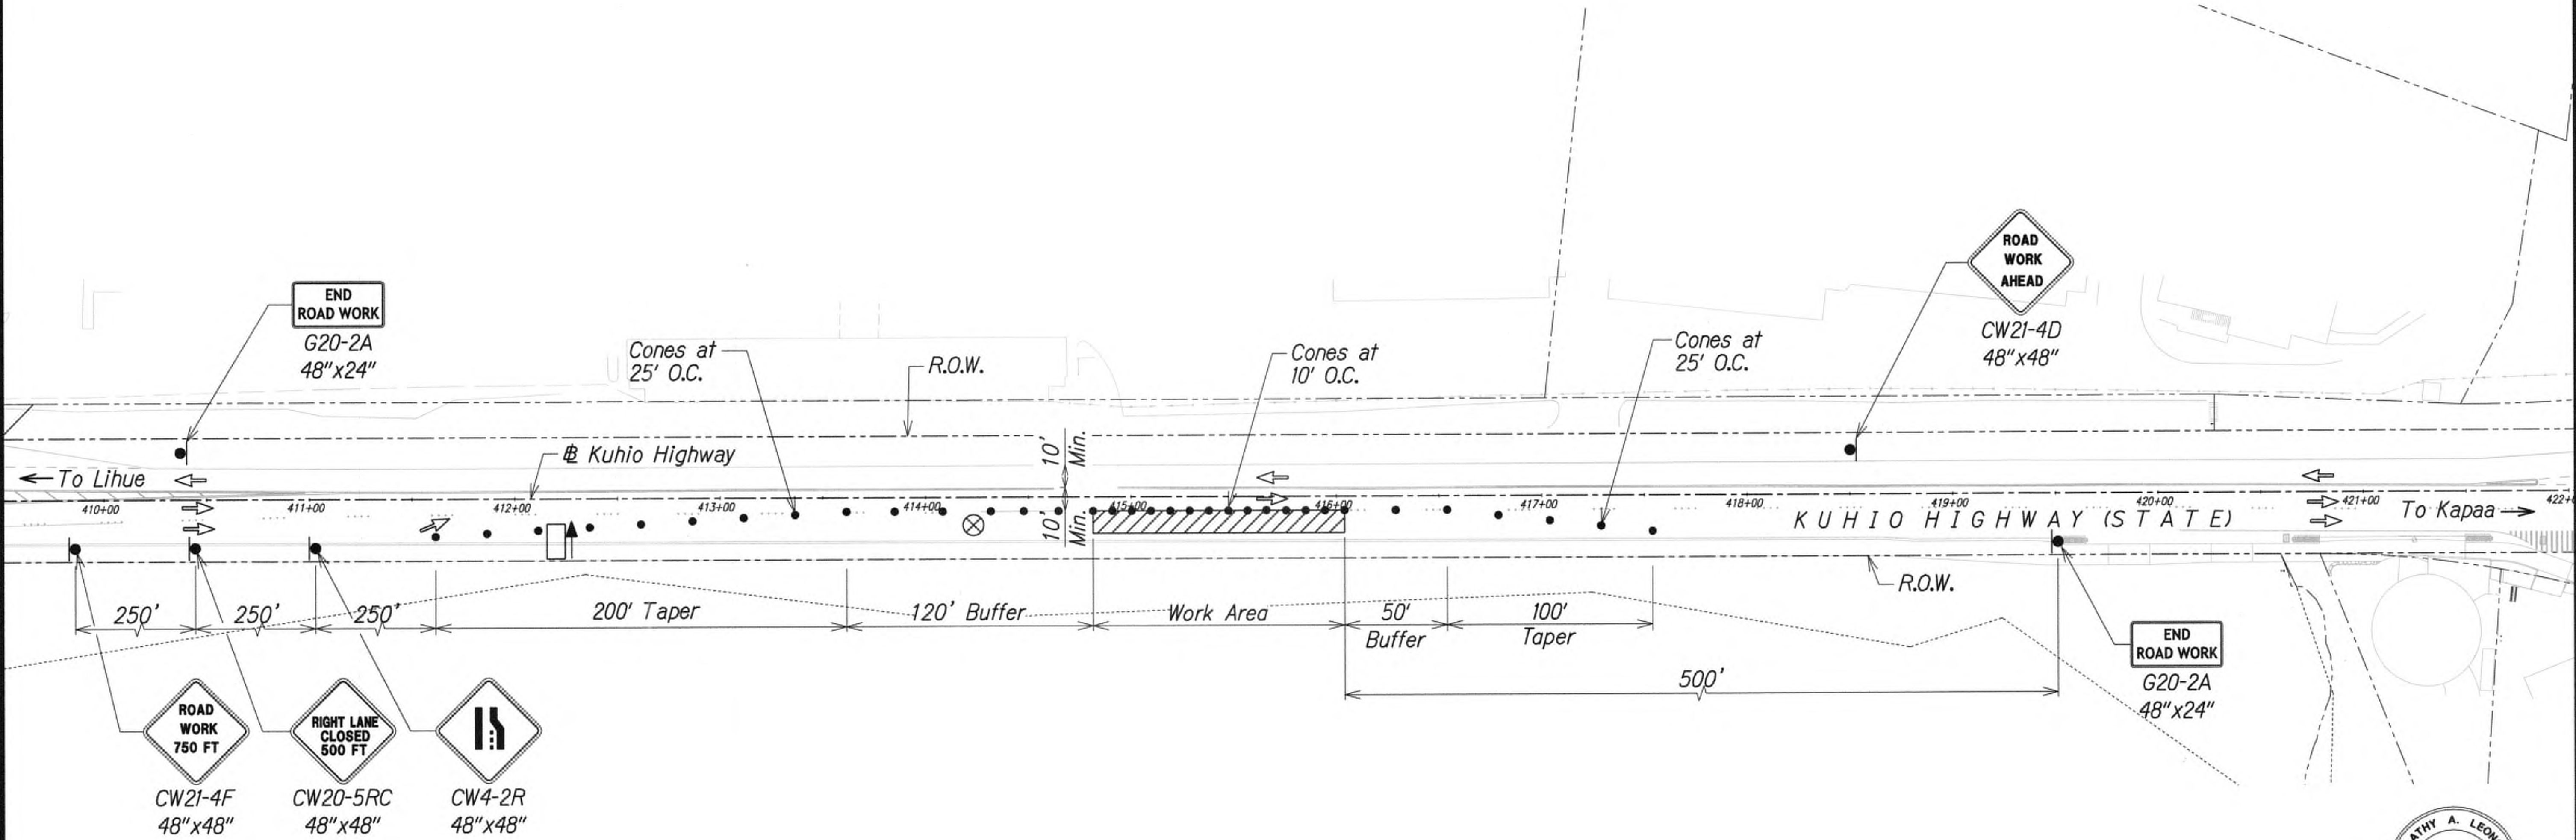 END
ROAD WORK
G20-2A
48"x24"
Cones at
25' O.C.
R.O.W.
10'
Min.
Cones at
10' O.C.
Cones at
25' O.C.
ROAD
WORK
AHEAD
CW21-4D
48"x48"
To Lihue
Kuhio Highway
410+00
411+00
412+00
413+00
414+00
415+00
416+00
417+00
418+00
419+00
420+00
421+00
10'
Min.
KUHIO HIGHWAY (STATE)
To Kapaa
R.O.W.
250'
250'
250'
200' Taper
120' Buffer
Work Area
50'
Buffer
100'
Taper
500'
END
ROAD WORK
G20-2A
48"x24"
ROAD
WORK
750 FT
CW21-4F
48"x48"
RIGHT LANE
CLOSED
500 FT
CW20-5RC
48"x48"
CW4-2R
48"x48"
A. LEON